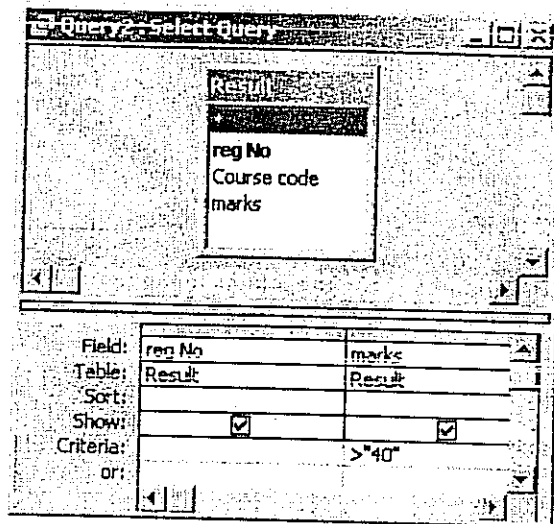 Query2 : Select Query
Result
*
reg No
Course code
marks
Field: reg No marks
Table: Result Result
Sort:
Show:
Criteria: >"40"
or: